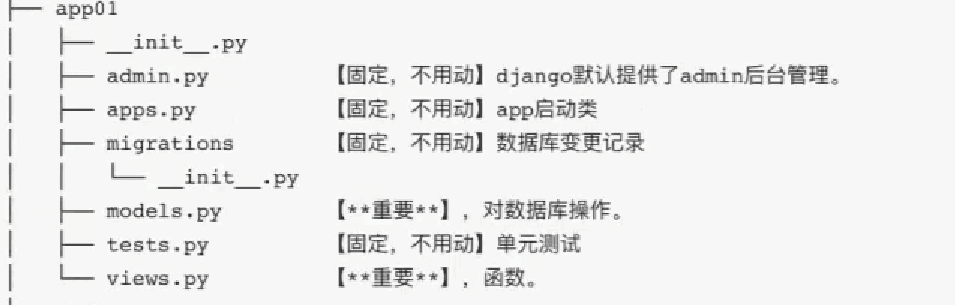 ├── app01
│   ├── __init__.py
│   ├── admin.py         【固定，不用动】django默认提供了admin后台管理。
│   ├── apps.py          【固定，不用动】app启动类
│   ├── migrations       【固定，不用动】数据库变更记录
│   │   └── __init__.py
│   ├── models.py        【**重要**】，对数据库操作。
│   ├── tests.py         【固定，不用动】单元测试
│   └── views.py         【**重要**】，函数。